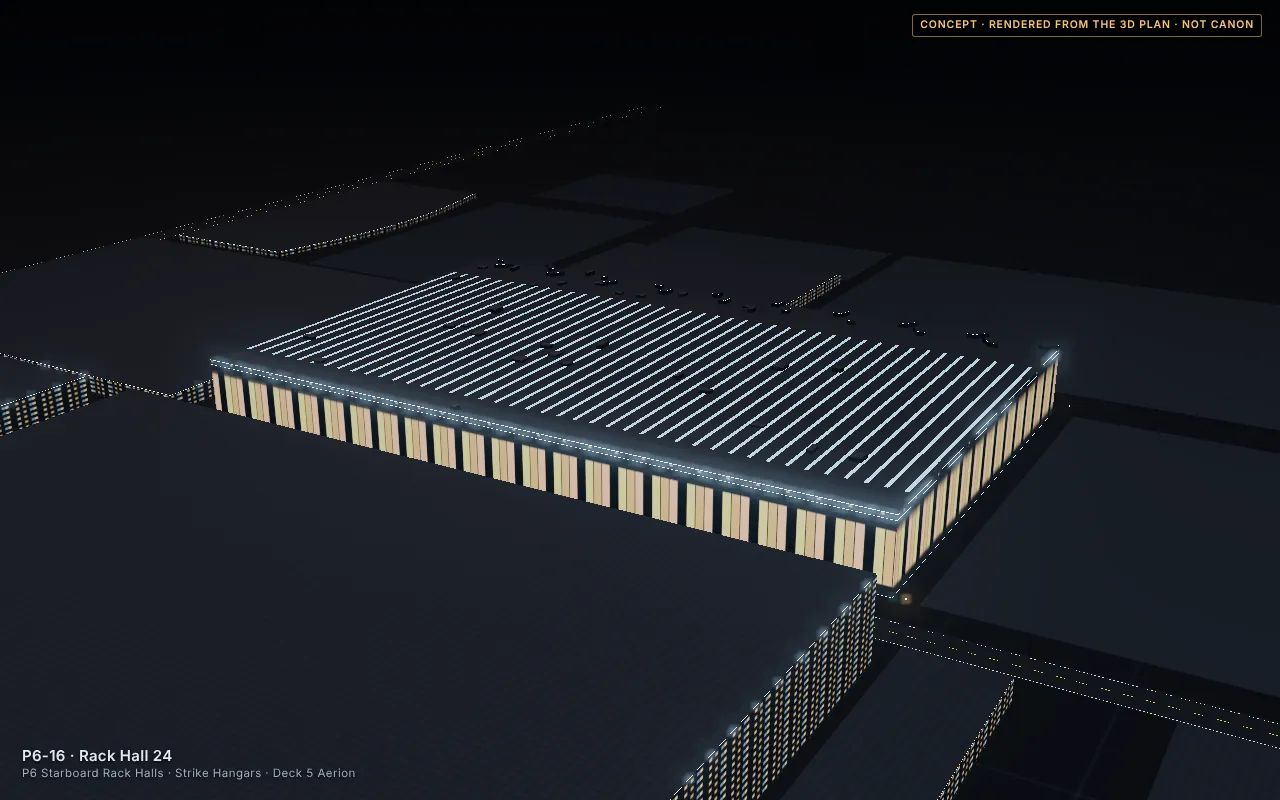 CONCEPT · RENDERED FROM THE 3D PLAN · NOT CANON
P6-16 · Rack Hall 24
P6 Starboard Rack Halls · Strike Hangars · Deck 5 Aerion